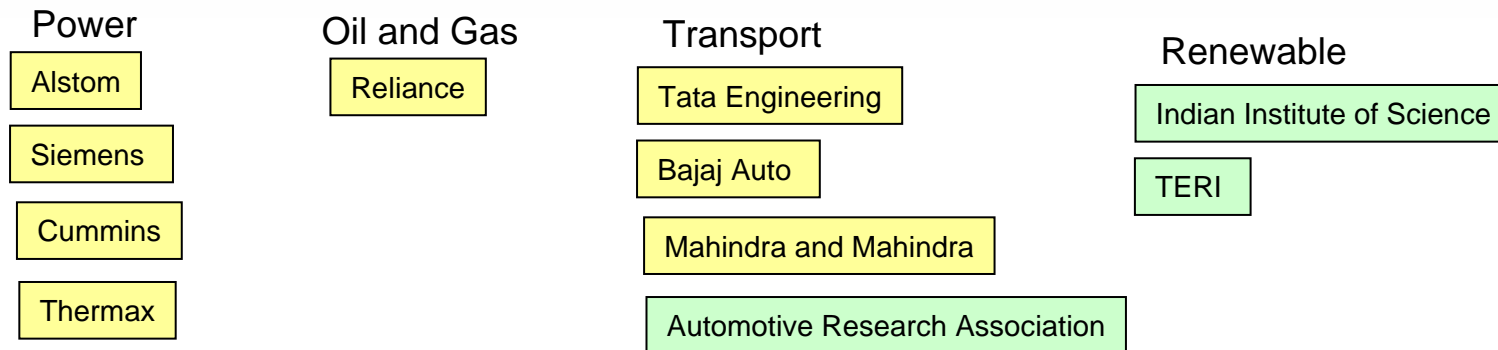 Power
Alstom
Siemens
Cummins
Thermax
Oil and Gas
Reliance
Transport
Tata Engineering
Bajaj Auto
Mahindra and Mahindra
Automotive Research Association
Renewable
Indian Institute of Science
TERI